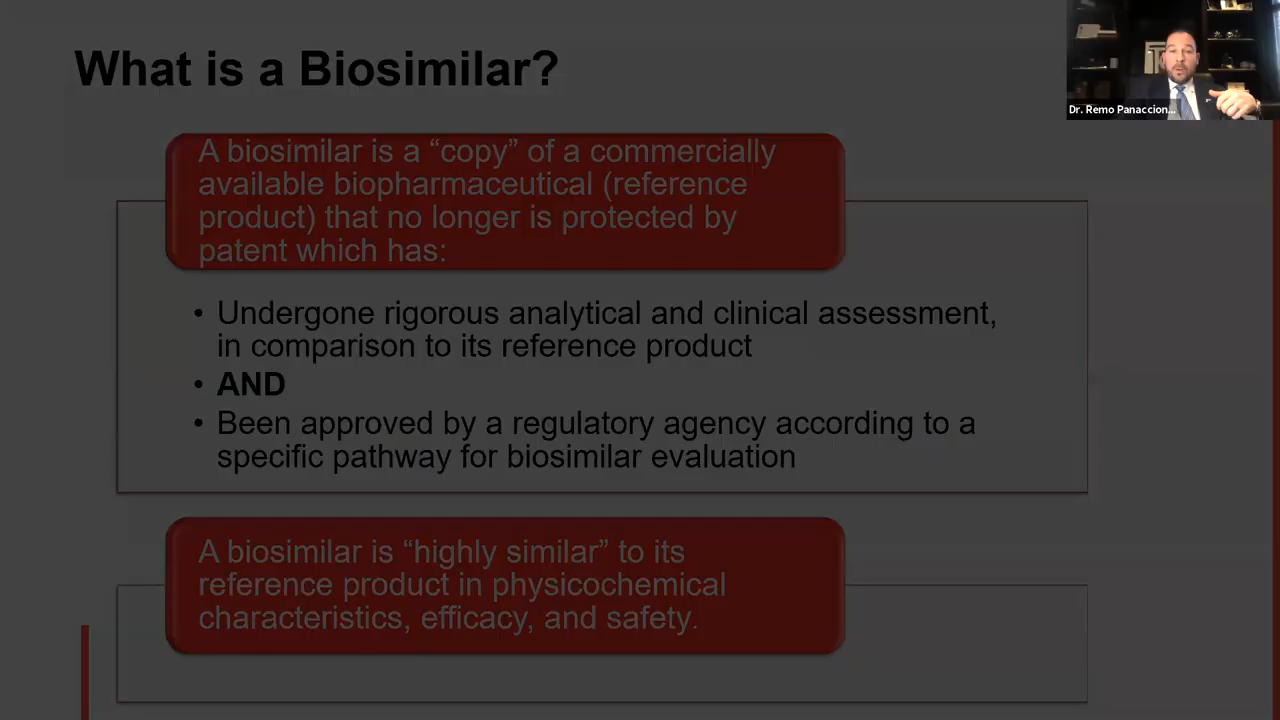 What is a Biosimilar?
Dr. Remo Panaccion...
A biosimilar is a “copy” of a commercially
available biopharmaceutical (reference
product) that no longer is protected by
patent which has:
• Undergone rigorous analytical and clinical assessment,
in comparison to its reference product
• AND
• Been approved by a regulatory agency according to a
specific pathway for biosimilar evaluation
A biosimilar is “highly similar” to its
reference product in physicochemical
characteristics, efficacy, and safety.